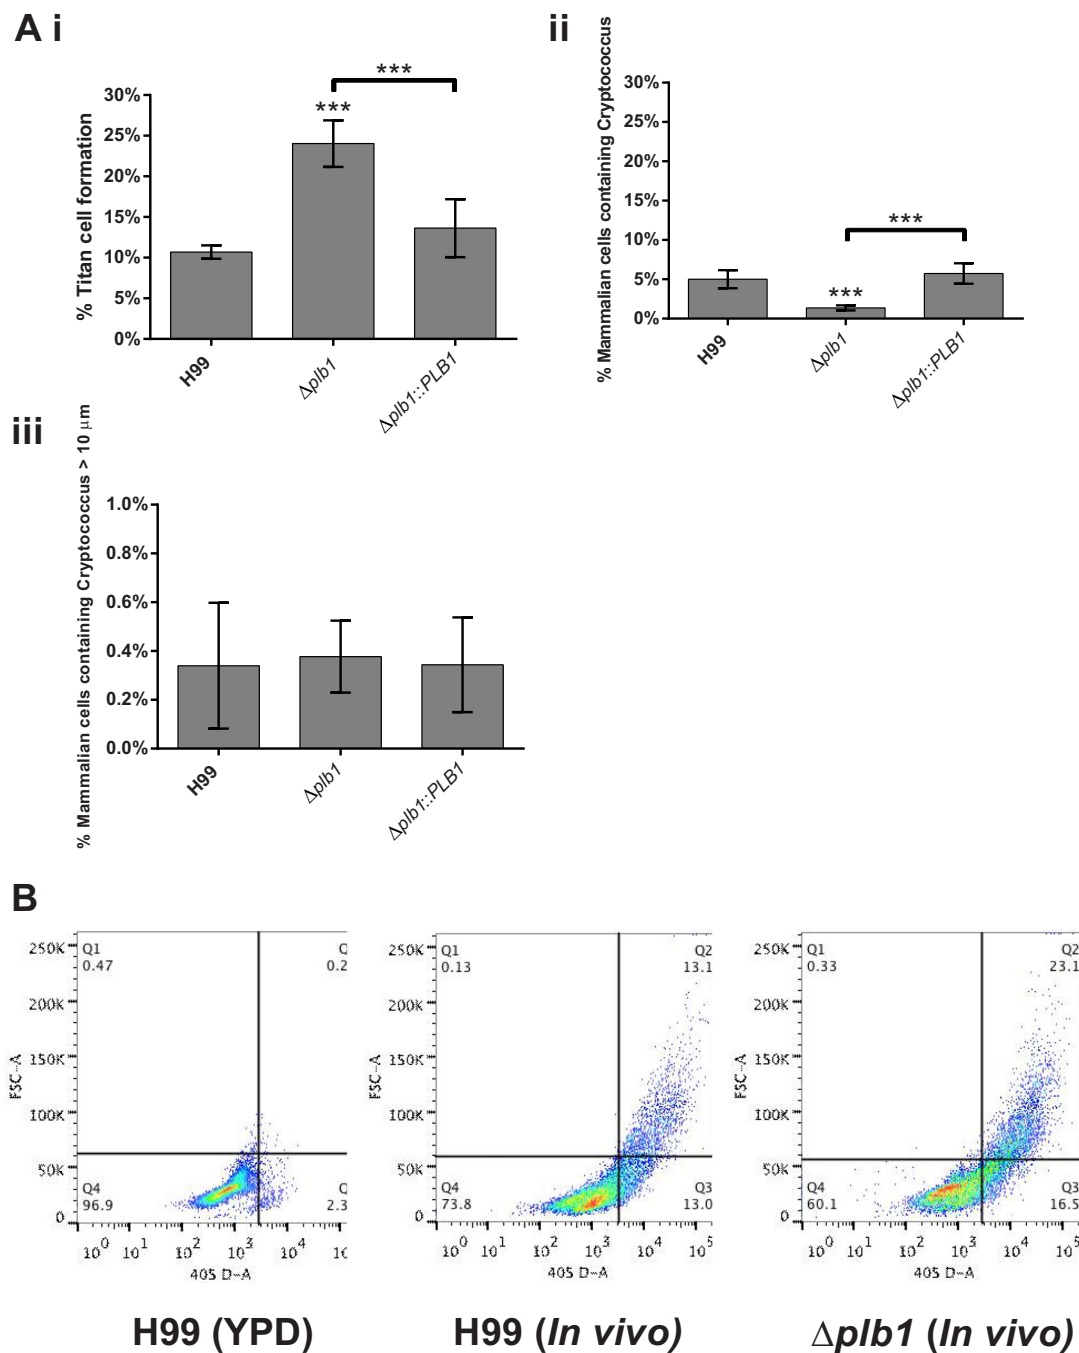 A i
% Titan cell formation
30%
25%
20%
15%
10%
5%
0%
***
***
H99
Δplb1
Δplb1::PLB1
ii
% Mammalian cells containing Cryptococcus
30%
25%
20%
15%
10%
5%
0%
***
***
H99
Δplb1
Δplb1::PLB1
iii
% Mammalian cells containing Cryptococcus > 10 μm
1.0%
0.8%
0.6%
0.4%
0.2%
0.0%
H99
Δplb1
Δplb1::PLB1
B
FSC-A
250K
200K
150K
100K
50K
0
Q1
0.47
Q
0.2
Q4
96.9
Q
2.3
10^0 10^1 10^2 10^3 10^4 10
405 D-A
H99 (YPD)
FSC-A
250K
200K
150K
100K
50K
0
Q1
0.13
Q2
13.1
Q4
73.8
Q3
13.0
10^0 10^1 10^2 10^3 10^4 10^5
405 D-A
H99 (In vivo)
FSC-A
250K
200K
150K
100K
50K
0
Q1
0.33
Q2
23.1
Q4
60.1
Q3
16.5
10^0 10^1 10^2 10^3 10^4 10^5
405 D-A
Δplb1 (In vivo)